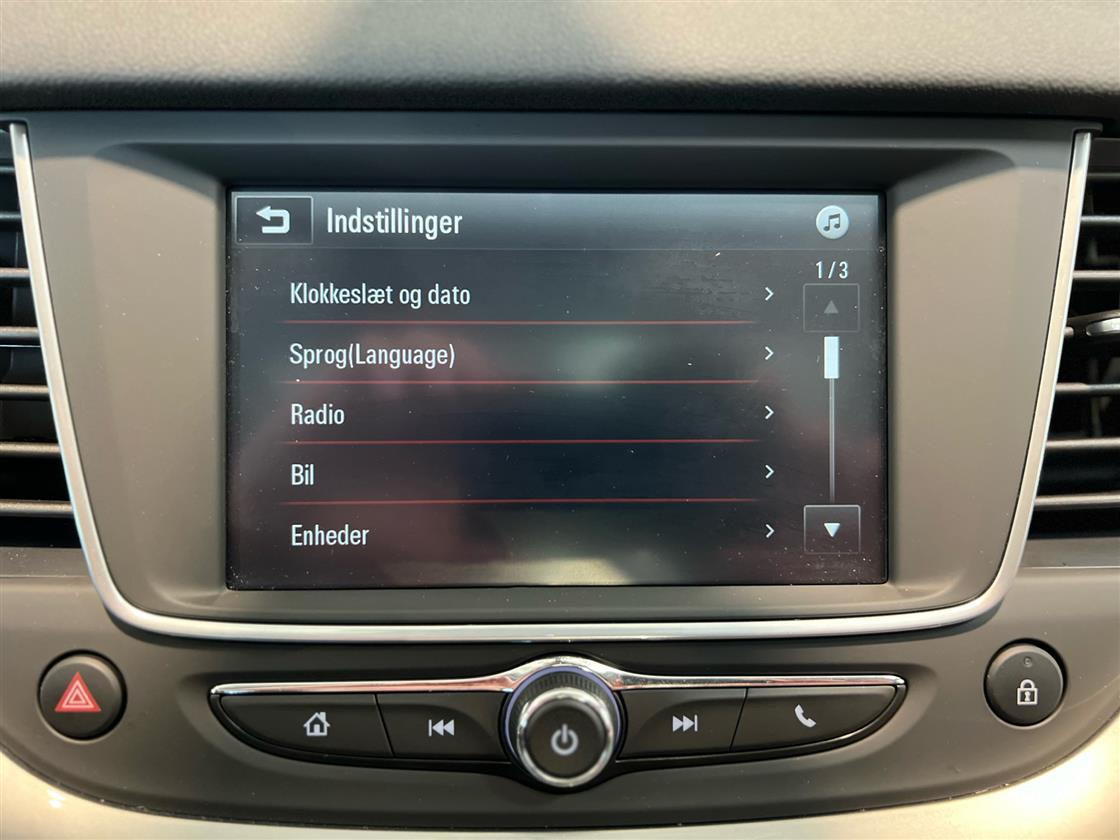 Indstillinger
1/3
Klokkeslæt og dato
Sprog(Language)
Radio
Bil
Enheder